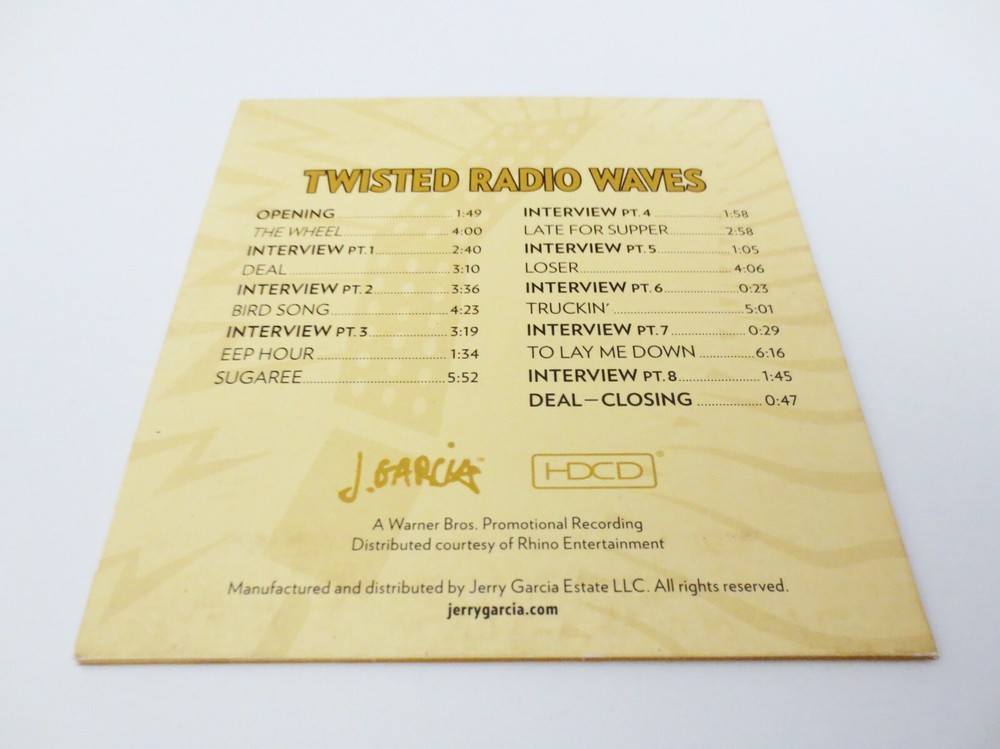 TWISTED RADIO WAVES
OPENING 1:49
THE WHEEL 4:00
INTERVIEW PT. 1 2:40
DEAL 3:10
INTERVIEW PT. 2 3:36
BIRD SONG 4:23
INTERVIEW PT. 3 3:19
EEP HOUR 1:34
SUGAREE 5:52
INTERVIEW PT. 4 1:58
LATE FOR SUPPER 2:58
INTERVIEW PT. 5 1:05
LOSER 4:06
INTERVIEW PT. 6 0:23
TRUCKIN' 5:01
INTERVIEW PT. 7 0:29
TO LAY ME DOWN 6:16
INTERVIEW PT. 8 1:45
DEAL—CLOSING 0:47
J. GARCIA
HDCD®
A Warner Bros. Promotional Recording
Distributed courtesy of Rhino Entertainment
Manufactured and distributed by Jerry Garcia Estate LLC. All rights reserved.
jerrygarcia.com